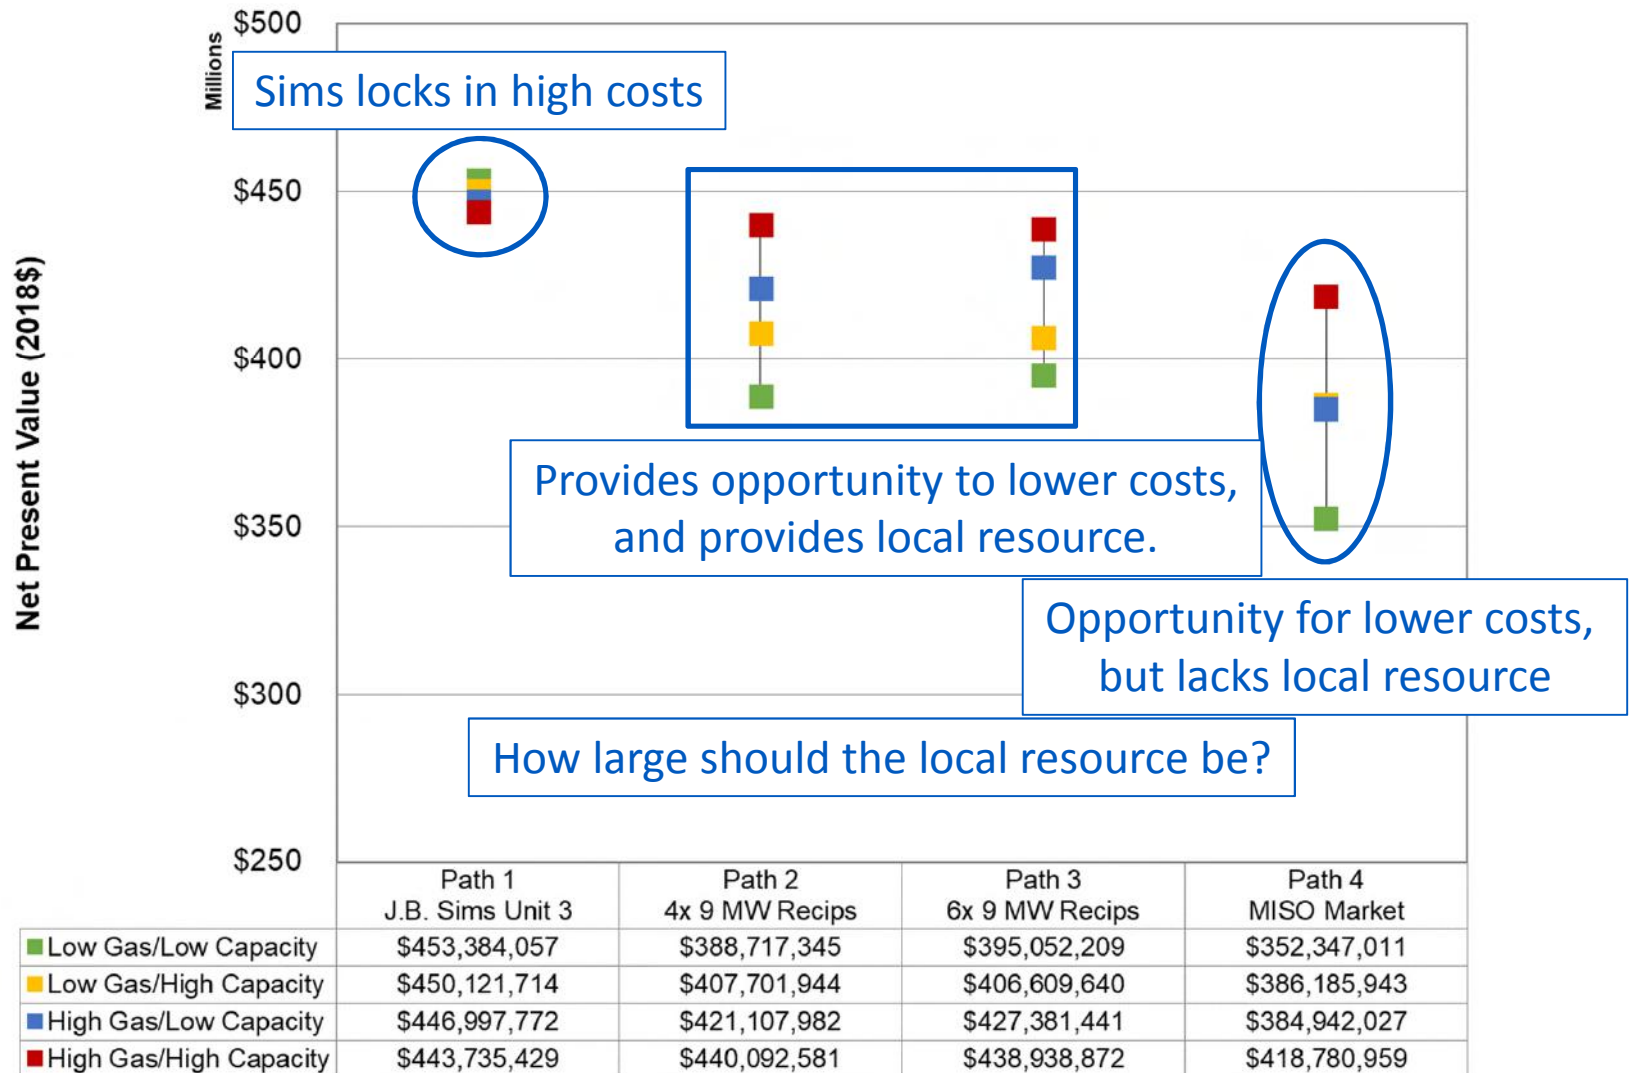 $500
Millions
Sims locks in high costs
$450
Net Present Value (2018$)
$400
Provides opportunity to lower costs,
and provides local resource.
$350
Opportunity for lower costs,
but lacks local resource
$300
How large should the local resource be?
$250
Path 1 Path 2 Path 3 Path 4
J.B. Sims Unit 3 4x 9 MW Recips 6x 9 MW Recips MISO Market
Low Gas/Low Capacity $453,384,057 $388,717,345 $395,052,209 $352,347,011
Low Gas/High Capacity $450,121,714 $407,701,944 $406,609,640 $386,185,943
High Gas/Low Capacity $446,997,772 $421,107,982 $427,381,441 $384,942,027
High Gas/High Capacity $443,735,429 $440,092,581 $438,938,872 $418,780,959